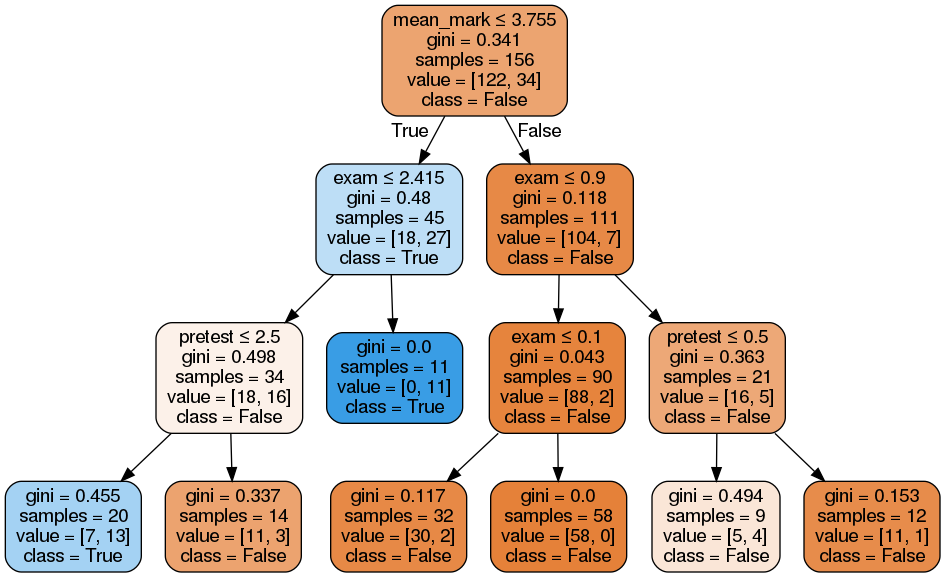 mean_mark ≤ 3.755
gini = 0.341
samples = 156
value = [122, 34]
class = False
True
False
exam ≤ 2.415
gini = 0.48
samples = 45
value = [18, 27]
class = True
exam ≤ 0.9
gini = 0.118
samples = 111
value = [104, 7]
class = False
pretest ≤ 2.5
gini = 0.498
samples = 34
value = [18, 16]
class = False
gini = 0.0
samples = 11
value = [0, 11]
class = True
exam ≤ 0.1
gini = 0.043
samples = 90
value = [88, 2]
class = False
pretest ≤ 0.5
gini = 0.363
samples = 21
value = [16, 5]
class = False
gini = 0.455
samples = 20
value = [7, 13]
class = True
gini = 0.337
samples = 14
value = [11, 3]
class = False
gini = 0.117
samples = 32
value = [30, 2]
class = False
gini = 0.0
samples = 58
value = [58, 0]
class = False
gini = 0.494
samples = 9
value = [5, 4]
class = False
gini = 0.153
samples = 12
value = [11, 1]
class = False